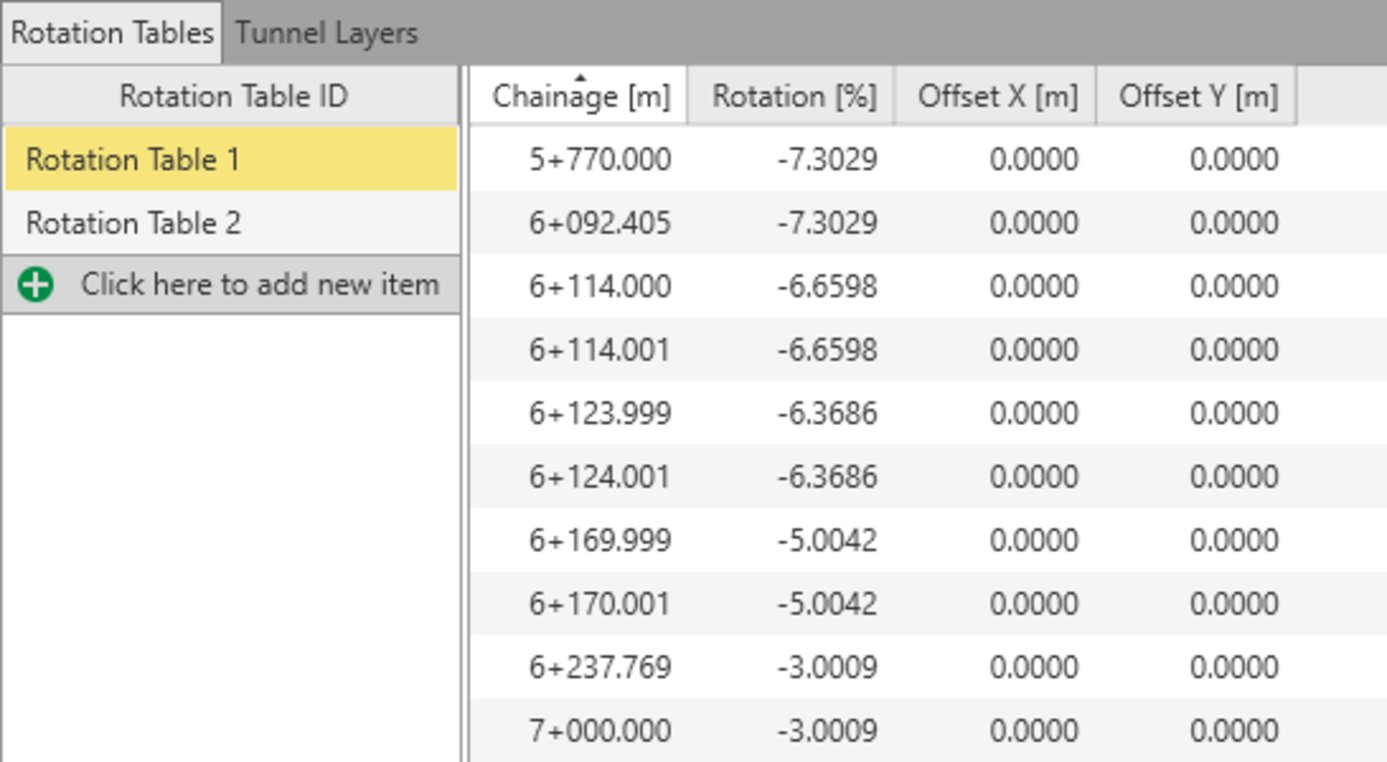 Rotation Tables Tunnel Layers
Rotation Table ID Chainage [m] Rotation [%] Offset X [m] Offset Y [m]
Rotation Table 1 5+770.000 -7.3029 0.0000 0.0000
Rotation Table 2 6+092.405 -7.3029 0.0000 0.0000
Click here to add new item 6+114.000 -6.6598 0.0000 0.0000
6+114.001 -6.6598 0.0000 0.0000
6+123.999 -6.3686 0.0000 0.0000
6+124.001 -6.3686 0.0000 0.0000
6+169.999 -5.0042 0.0000 0.0000
6+170.001 -5.0042 0.0000 0.0000
6+237.769 -3.0009 0.0000 0.0000
7+000.000 -3.0009 0.0000 0.0000